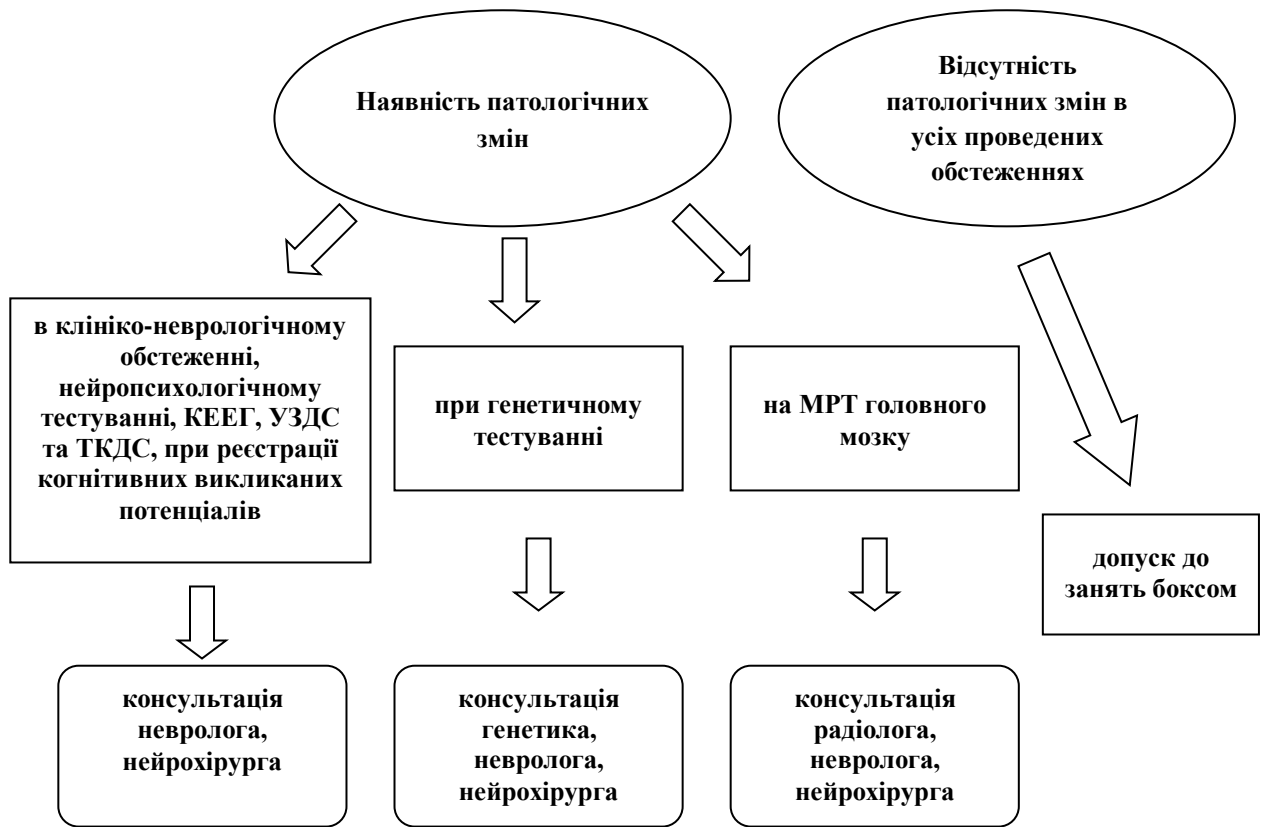 Наявність патологічних
змін
Відсутність
патологічних змін в
усіх проведених
обстеженнях
в клініко-неврологічному
обстеженні,
нейропсихологічному
тестуванні, КЕЕГ, УЗДС
та ТКДС, при реєстрації
когнітивних викликаних
потенціалів
при генетичному
тестуванні
на МРТ головного
мозку
допуск до
занять боксом
консультація
невролога,
нейрохірурга
консультація
генетика,
невролога,
нейрохірурга
консультація
радіолога,
невролога,
нейрохірурга